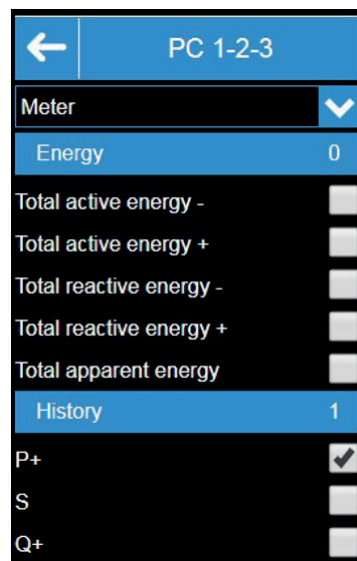 PC 1-2-3
Meter
Energy 0
Total active energy -
Total active energy +
Total reactive energy -
Total reactive energy +
Total apparent energy
History 1
P+
S
Q+